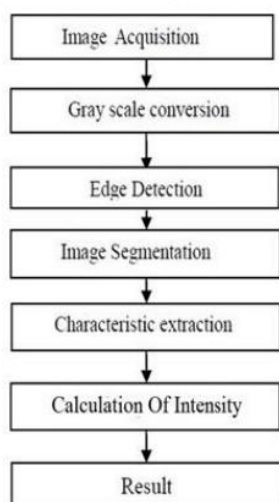 Image Acquisition
Gray scale conversion
Edge Detection
Image Segmentation
Characteristic extraction
Calculation Of Intensity
Result